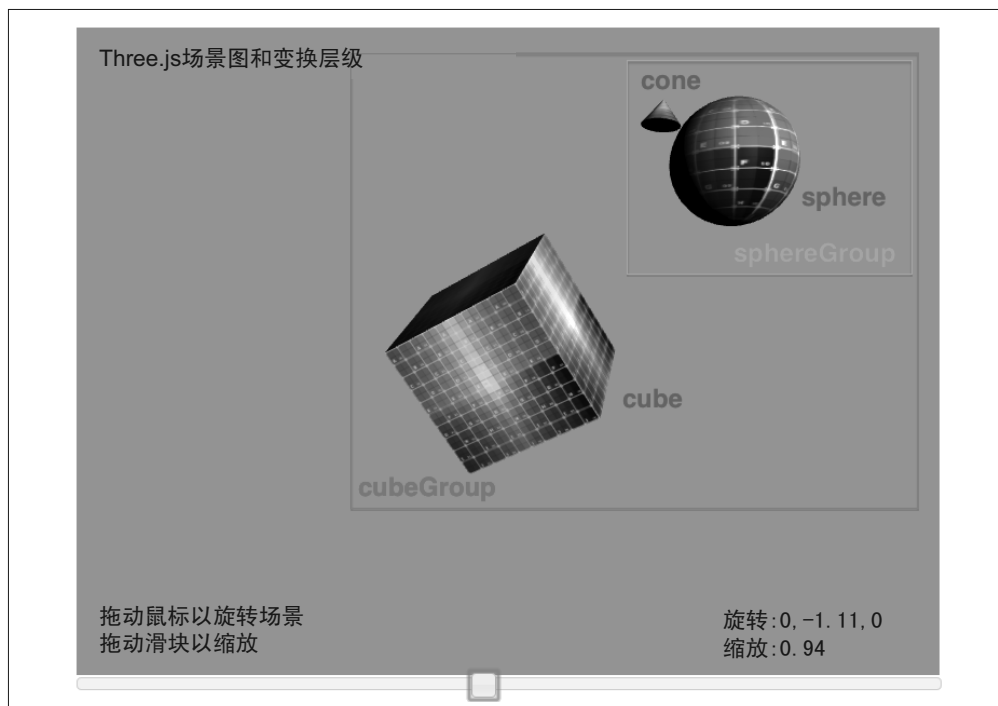 Three.js场景图和变换层级
cone
sphere
sphereGroup
cube
cubeGroup
拖动鼠标以旋转场景
拖动滑块以缩放
旋转:0,-1.11,0
缩放:0.94